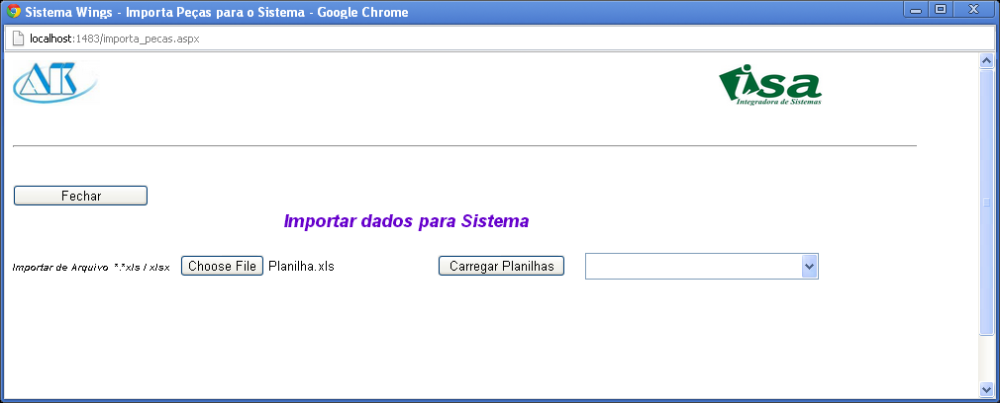 Sistema Wings - Importa Peças para o Sistema - Google Chrome
localhost:1483/importa_pecas.aspx
ATK
isa
Integradora de Sistemas
Fechar
Importar dados para Sistema
Importar de Arquivo *.*xls / xlsx Choose File Planilha.xls Carregar Planilhas